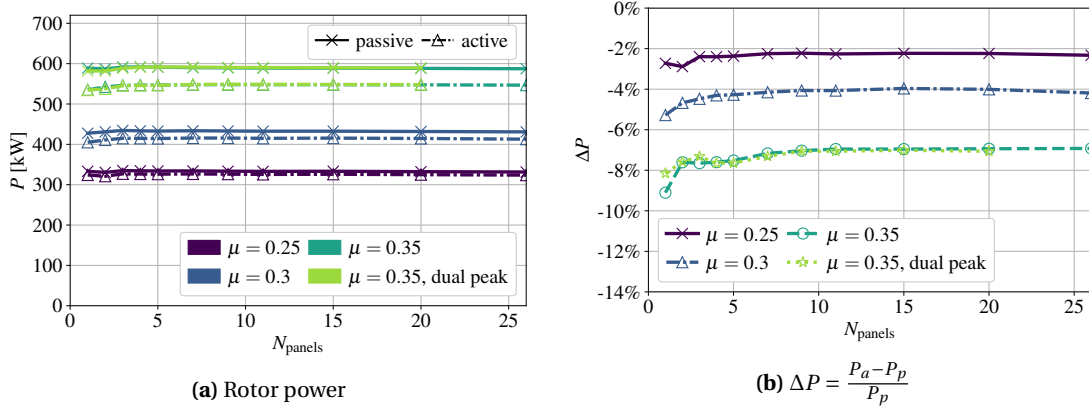 700
600
500
400
300
200
100
0
P [kW]
passive
active
μ = 0.25
μ = 0.35
μ = 0.3
μ = 0.35, dual peak
0
5
10
15
20
25
N_panels
(a) Rotor power
0%
-2%
-4%
-6%
-8%
-10%
-12%
-14%
ΔP
μ = 0.25
μ = 0.35
μ = 0.3
μ = 0.35, dual peak
0
5
10
15
20
25
N_panels
(b) ΔP = (P_a − P_p) / P_p